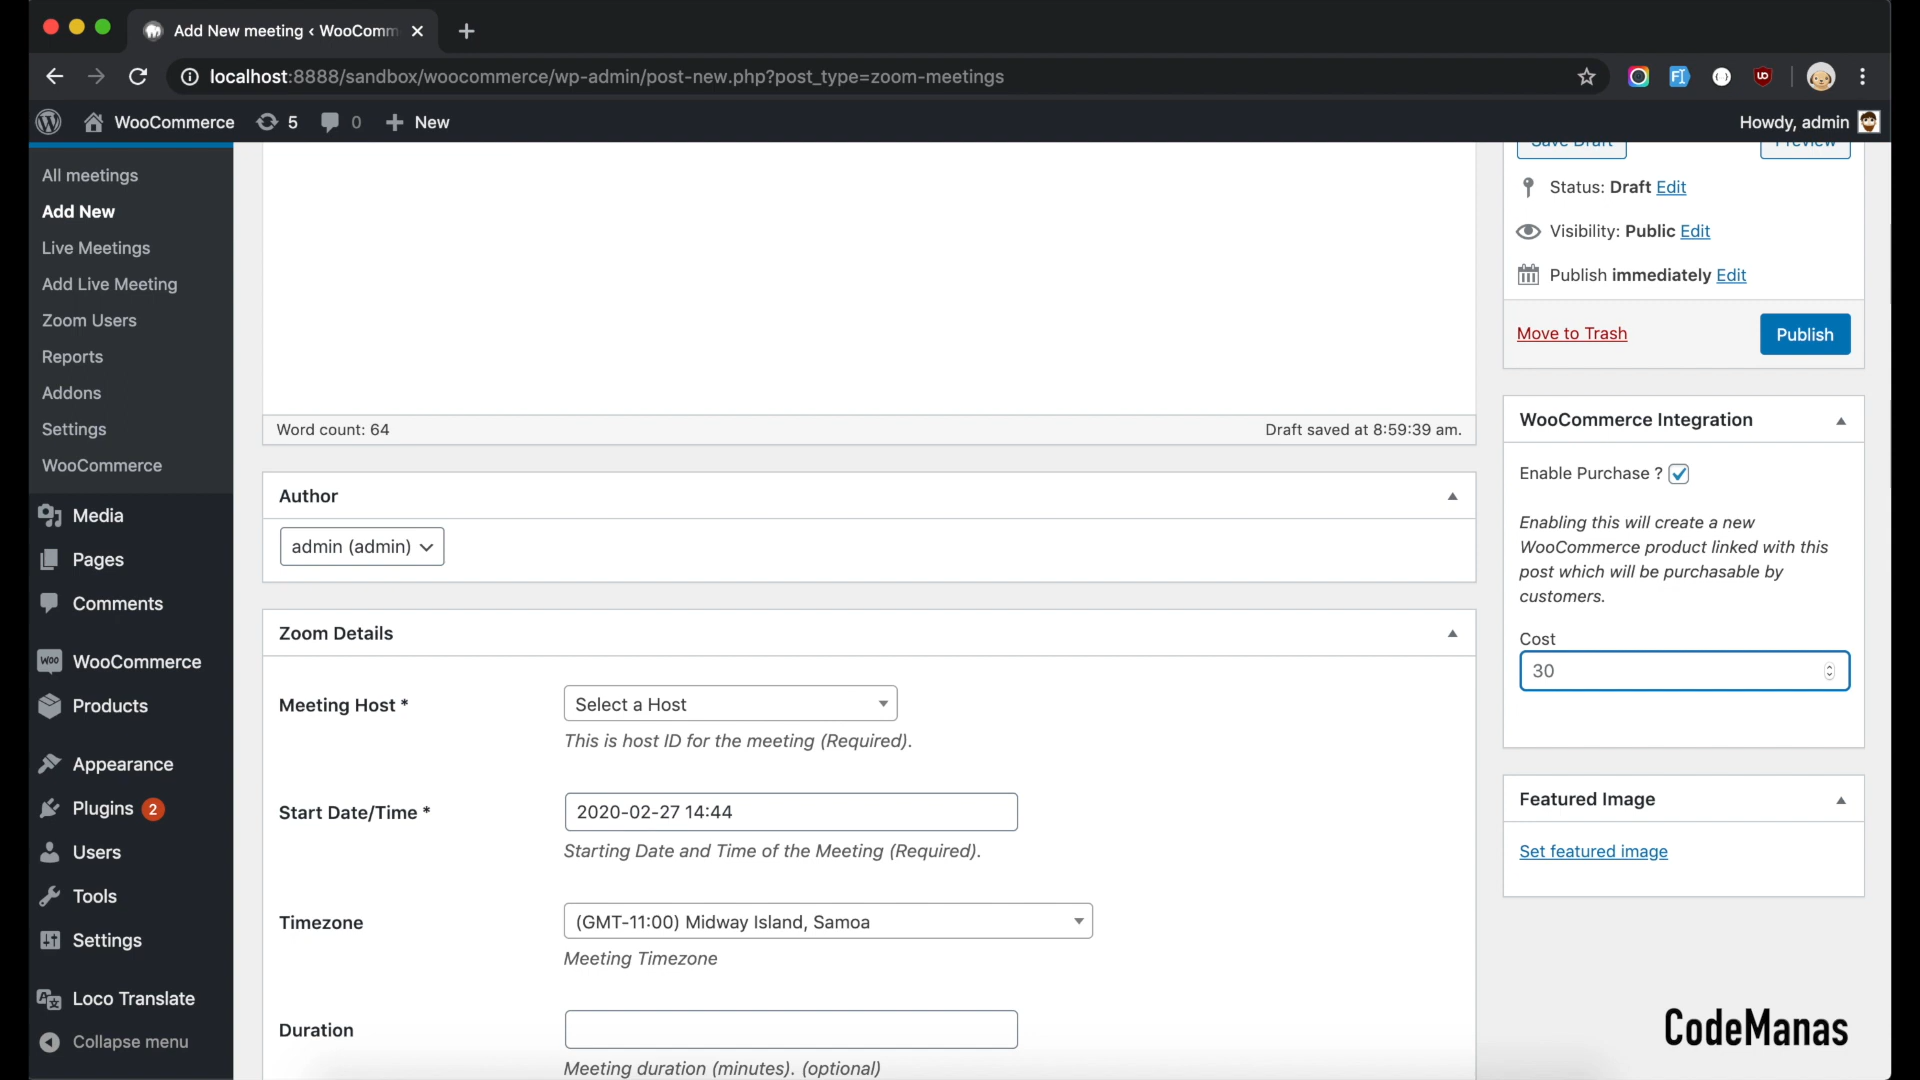 Add New meeting ‹ WooComm
localhost:8888/sandbox/woocommerce/wp-admin/post-new.php?post_type=zoom-meetings
WooCommerce 5 0 New
Howdy, admin
All meetings
Add New
Live Meetings
Add Live Meeting
Zoom Users
Reports
Addons
Settings
WooCommerce
Media
Pages
Comments
WooCommerce
Products
Appearance
Plugins 2
Users
Tools
Settings
Loco Translate
Collapse menu
Word count: 64
Draft saved at 8:59:39 am.
Author
admin (admin)
Zoom Details
Meeting Host *
Select a Host
This is host ID for the meeting (Required).
Start Date/Time *
2020-02-27 14:44
Starting Date and Time of the Meeting (Required).
Timezone
(GMT-11:00) Midway Island, Samoa
Meeting Timezone
Duration
Meeting duration (minutes). (optional)
Save Draft
Preview
Status: Draft Edit
Visibility: Public Edit
Publish immediately Edit
Move to Trash
Publish
WooCommerce Integration
Enable Purchase ?
Enabling this will create a new
WooCommerce product linked with this
post which will be purchasable by
customers.
Cost
30
Featured Image
Set featured image
CodeManas